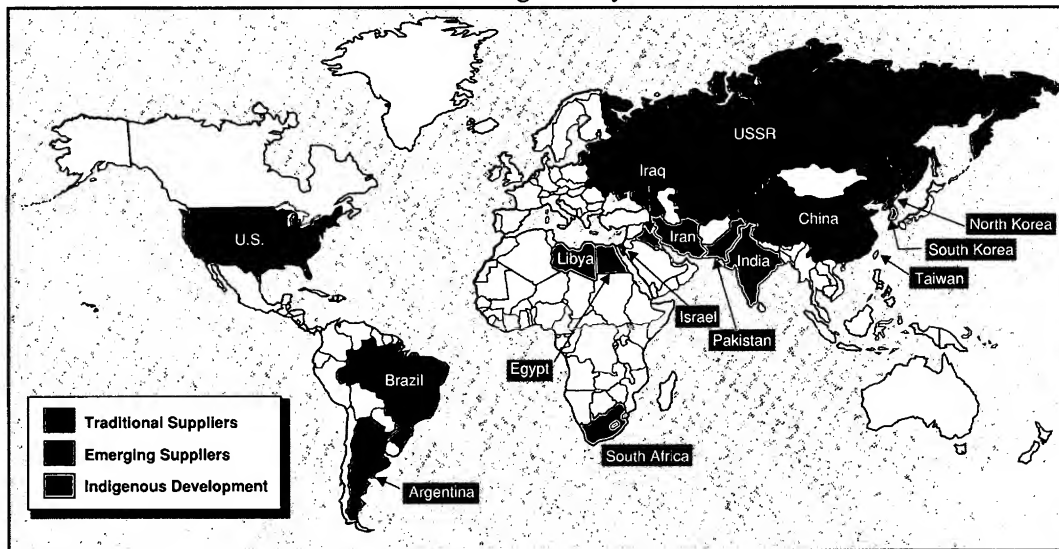 USSR
Iraq
China
North Korea
U.S.
Iran
South Korea
Libya
India
Taiwan
Israel
Pakistan
Egypt
Brazil
Traditional Suppliers
Emerging Suppliers
South Africa
Indigenous Development
Argentina